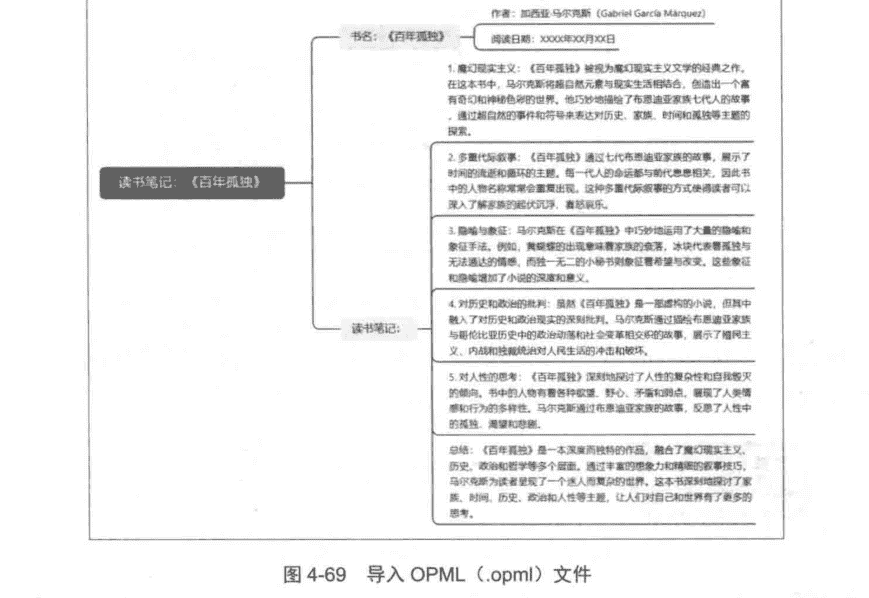 作者：加西亚·马尔克斯（Gabriel García Márquez）
书名：《百年孤独》
阅读日期：XXXX年XX月XX日
读书笔记：《百年孤独》
读书笔记：
1. 魔幻现实主义：《百年孤独》被视为魔幻现实主义文学的经典之作。
在这本书中，马尔克斯将超自然元素与现实生活相结合，创造出一个富
有奇幻和神秘色彩的世界。他巧妙地描绘了布恩迪亚家族七代人的故事
，通过超自然的事件和符号来表达对历史、家族、时间和孤独等主题的
探索。
2. 多重代际叙事：《百年孤独》通过七代布恩迪亚家族的故事，展示了
时间的流逝和循环的主题。每一代人的命运都与前代息息相关，因此书
中的人物名称常常会重复出现。这种多重代际叙事的方式使得读者可以
深入了解家族的起伏沉浮、喜怒哀乐。
3. 隐喻与象征：马尔克斯在《百年孤独》中巧妙地运用了大量的隐喻和
象征手法。例如，黄蝴蝶的出现意味着家族的衰落，冰块代表着孤独与
无法通达的情感，而独一无二的小秘书则象征着希望与改变。这些象征
和隐喻增加了小说的深度和意义。
4. 对历史和政治的批判：虽然《百年孤独》是一部虚构的小说，但其中
融入了对历史和政治现实的深刻批判。马尔克斯通过描绘布恩迪亚家族
与哥伦比亚历史中的政治动荡和社会变革相交织的故事，展示了殖民主
义、内战和独裁统治对人民生活的冲击和破坏。
5. 对人性的思考：《百年孤独》深刻地探讨了人性的复杂性和自我毁灭
的倾向。书中的人物有着各种欲望、野心、矛盾和弱点，展现了人类情
感和行为的多样性。马尔克斯通过布恩迪亚家族的故事，反思了人性中
的孤独、渴望和悲剧。
总结：《百年孤独》是一本深度而独特的作品，融合了魔幻现实主义、
历史、政治和哲学等多个层面。透过丰富的想象力和精湛的叙事技巧，
马尔克斯为读者呈现了一个迷人而复杂的世界。这本书深刻地探讨了家
族、时间、历史、政治和人性等主题，让人们对自己和世界有了更多的
思考。
图 4-69 导入 OPML（.opml）文件